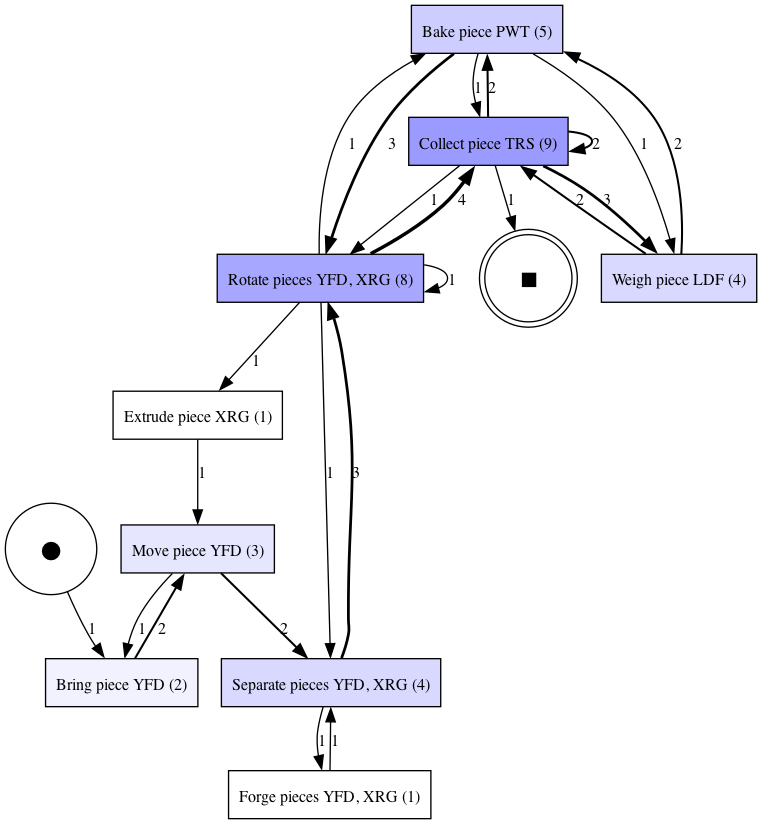 Bake piece PWT (5)
1
2
1
3
1
2
Collect piece TRS (9)
2
1
4
1
2
3
Rotate pieces YFD, XRG (8)
1
Weigh piece LDF (4)
1
Extrude piece XRG (1)
1
1
3
Move piece YFD (3)
1
1
2
2
Bring piece YFD (2)
Separate pieces YFD, XRG (4)
1
1
Forge pieces YFD, XRG (1)